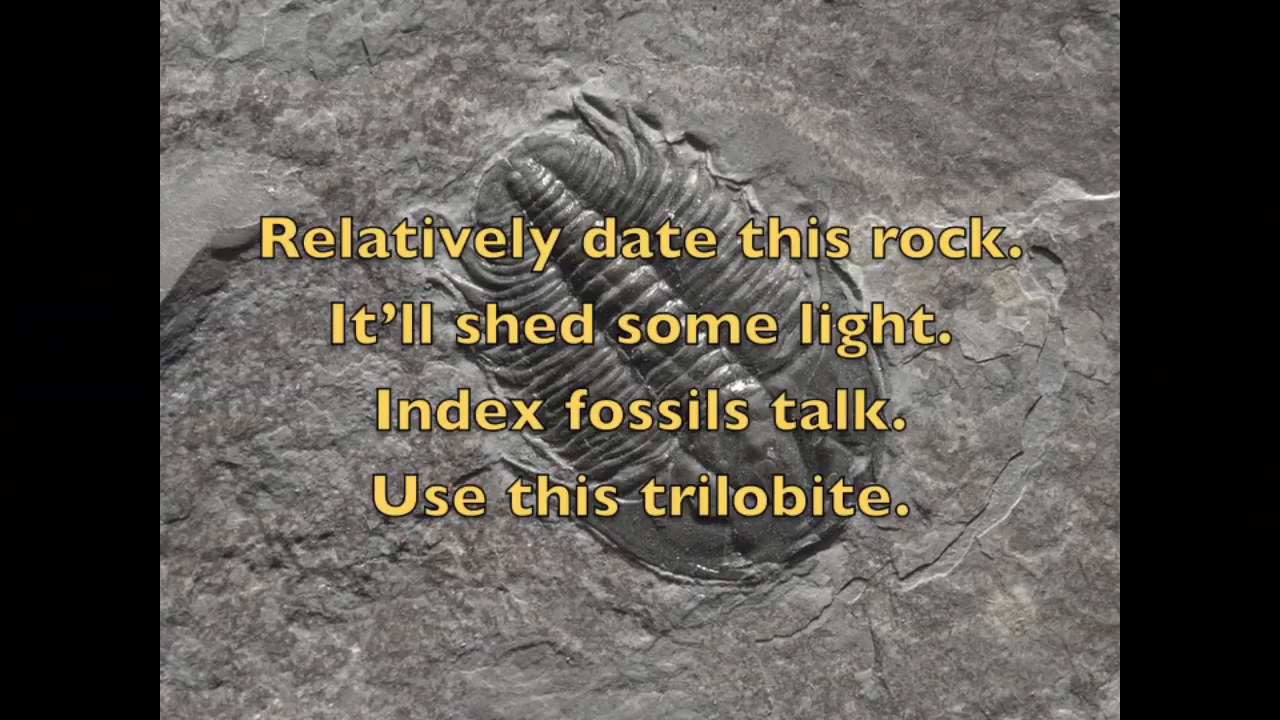 Relatively date this rock.
It’ll shed some light.
Index fossils talk.
Use this trilobite.